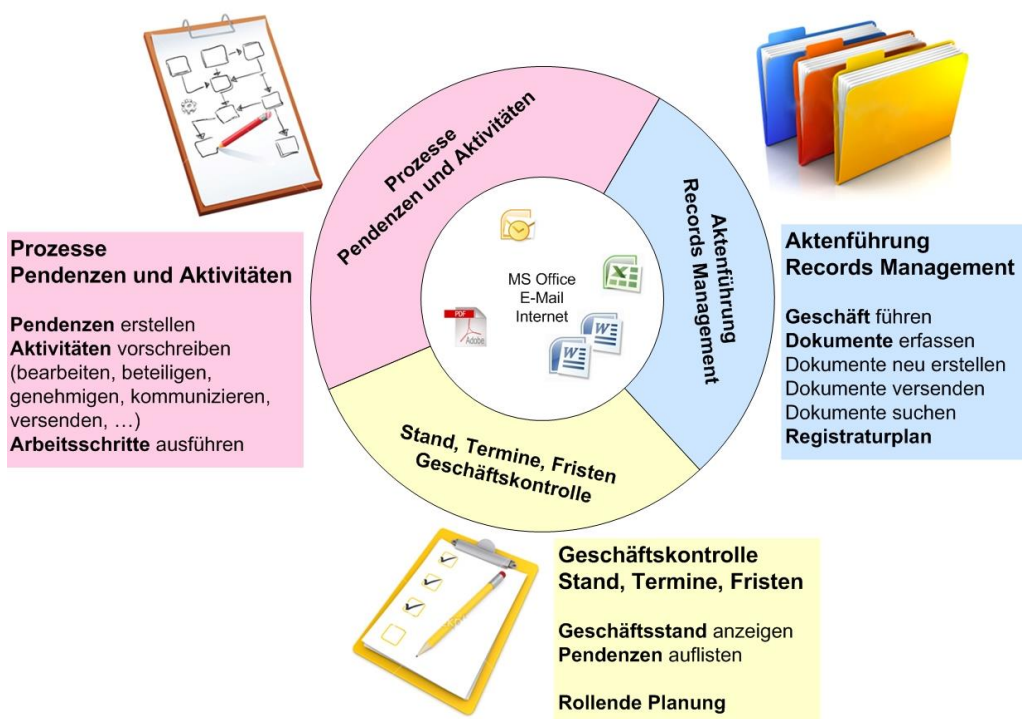 Prozesse
Pendenzen und Aktivitäten
Aktenführung
Records Management
MS Office
E-Mail
Internet
PDF
Adobe
Stand, Termine, Fristen
Geschäftskontrolle
Prozesse
Pendenzen und Aktivitäten
Pendenzen erstellen
Aktivitäten vorschreiben
(bearbeiten, beteiligen,
genehmigen, kommunizieren,
versenden, …)
Arbeitsschritte ausführen
Aktenführung
Records Management
Geschäft führen
Dokumente erfassen
Dokumente neu erstellen
Dokumente versenden
Dokumente suchen
Registraturplan
Geschäftskontrolle
Stand, Termine, Fristen
Geschäftsstand anzeigen
Pendenzen auflisten
Rollende Planung